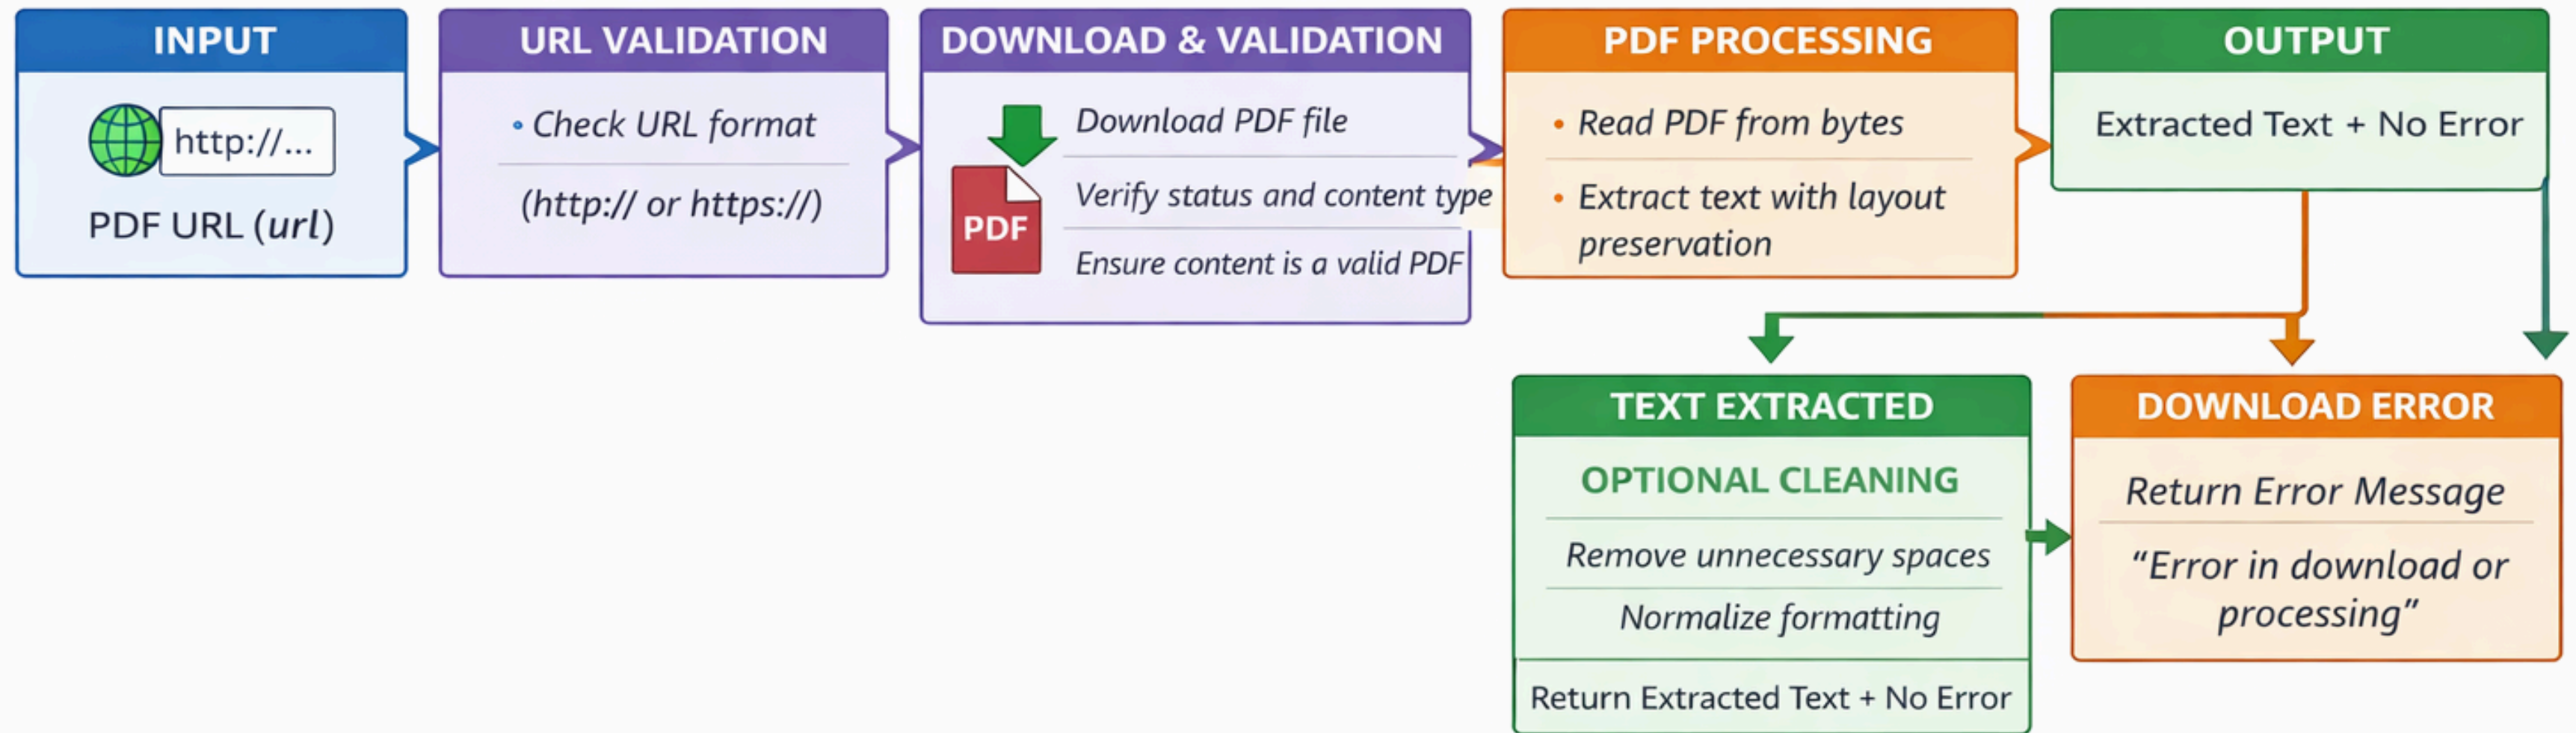 INPUT
http://...
PDF URL (url)
URL VALIDATION
• Check URL format
(http:// or https://)
DOWNLOAD & VALIDATION
Download PDF file
Verify status and content type
PDF
Ensure content is a valid PDF
PDF PROCESSING
• Read PDF from bytes
• Extract text with layout
preservation
OUTPUT
Extracted Text + No Error
TEXT EXTRACTED
OPTIONAL CLEANING
Remove unnecessary spaces
Normalize formatting
Return Extracted Text + No Error
DOWNLOAD ERROR
Return Error Message
“Error in download or
processing”